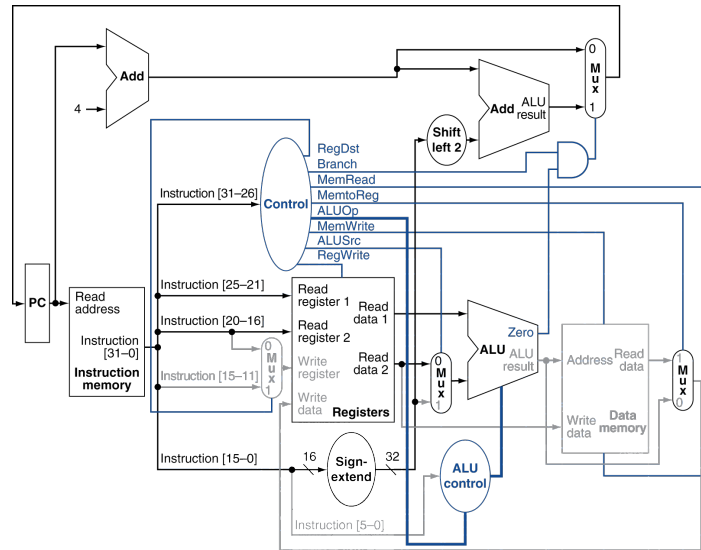 Add
4
0
M
u
x
1
Add
ALU
result
Shift
left 2
RegDst
Branch
MemRead
MemtoReg
ALUOp
MemWrite
ALUSrc
RegWrite
Control
Instruction [31–26]
Instruction [25–21]
Instruction [20–16]
Instruction [15–11]
Instruction [15–0]
Instruction [5–0]
PC
Read
address
Instruction
[31–0]
Instruction
memory
0
M
u
x
1
Read
register 1
Read
register 2
Write
register
Write
data
Read
data 1
Read
data 2
Registers
0
M
u
x
1
Zero
ALU
ALU
result
Address
Read
data
Write
data
Data
memory
1
M
u
x
0
16
Sign-
extend
32
ALU
control